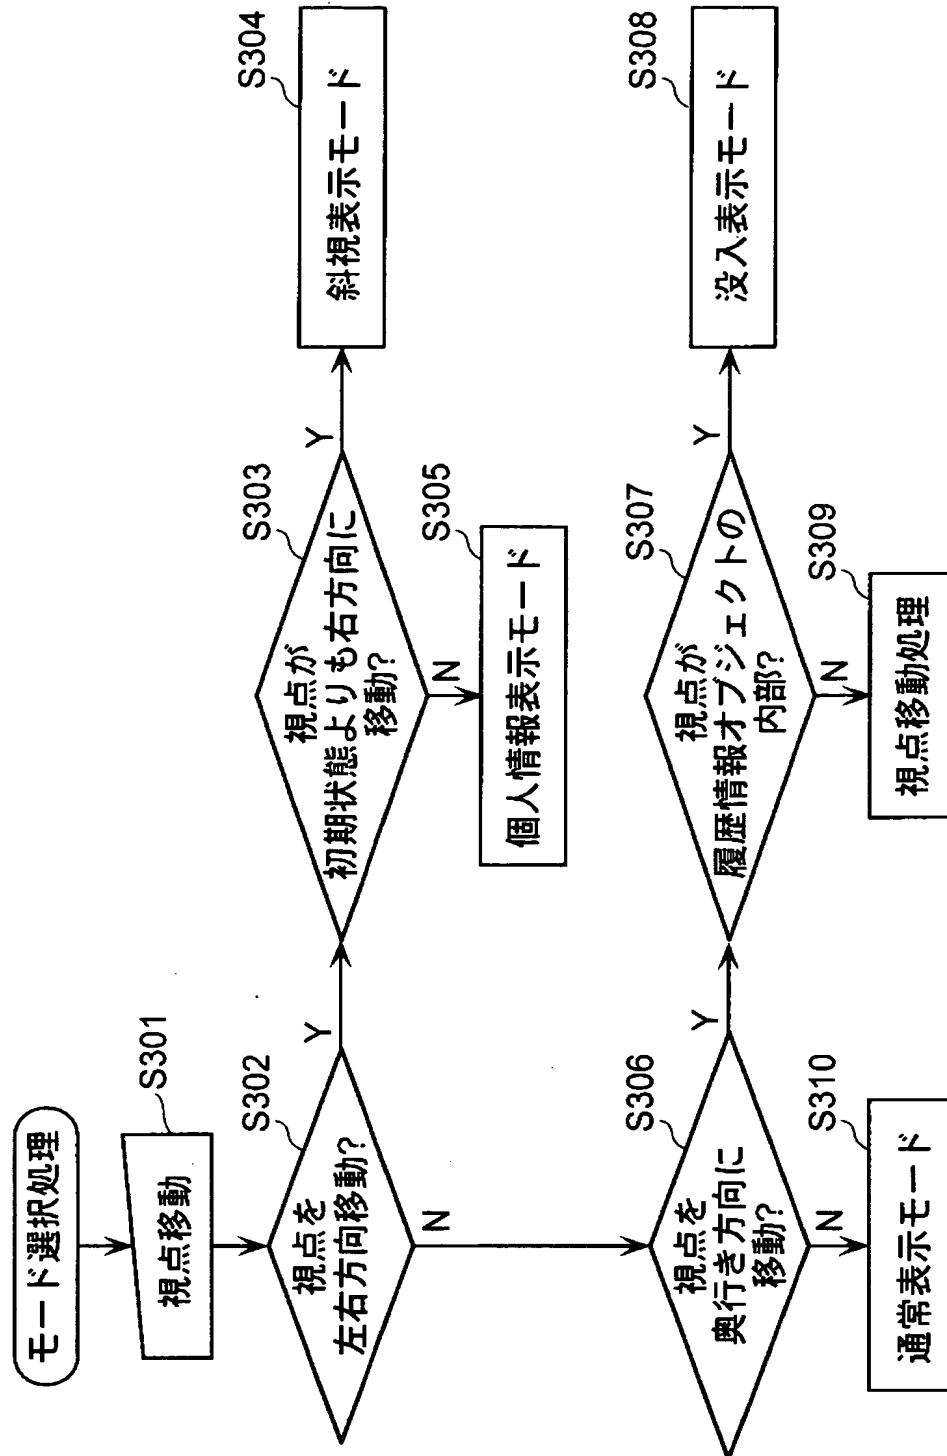 モード選択処理
S301
視点移動
S302
視点を
左右方向移動?
Y
N
S303
視点が
初期状態よりも右方向に
移動?
Y
N
S304
斜視表示モード
S305
個人情報表示モード
S306
視点を
奥行き方向に
移動?
Y
N
S307
視点が
履歴情報オブジェクトの
内部?
Y
N
S308
没入表示モード
S309
視点移動処理
S310
通常表示モード